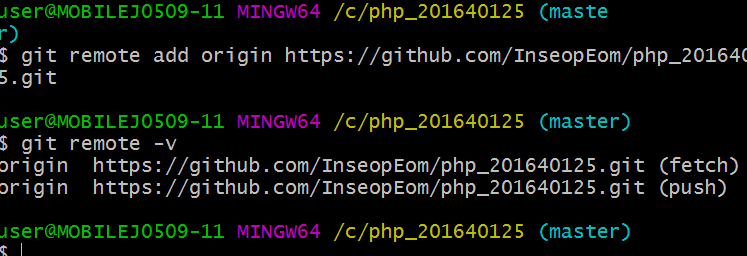 user@MOBILEJ0509-11 MINGW64 /c/php_201640125 (maste
r)
$ git remote add origin https://github.com/InseopEom/php_20164012
5.git
user@MOBILEJ0509-11 MINGW64 /c/php_201640125 (master)
$ git remote -v
origin  https://github.com/InseopEom/php_201640125.git (fetch)
origin  https://github.com/InseopEom/php_201640125.git (push)
user@MOBILEJ0509-11 MINGW64 /c/php_201640125 (master)
$